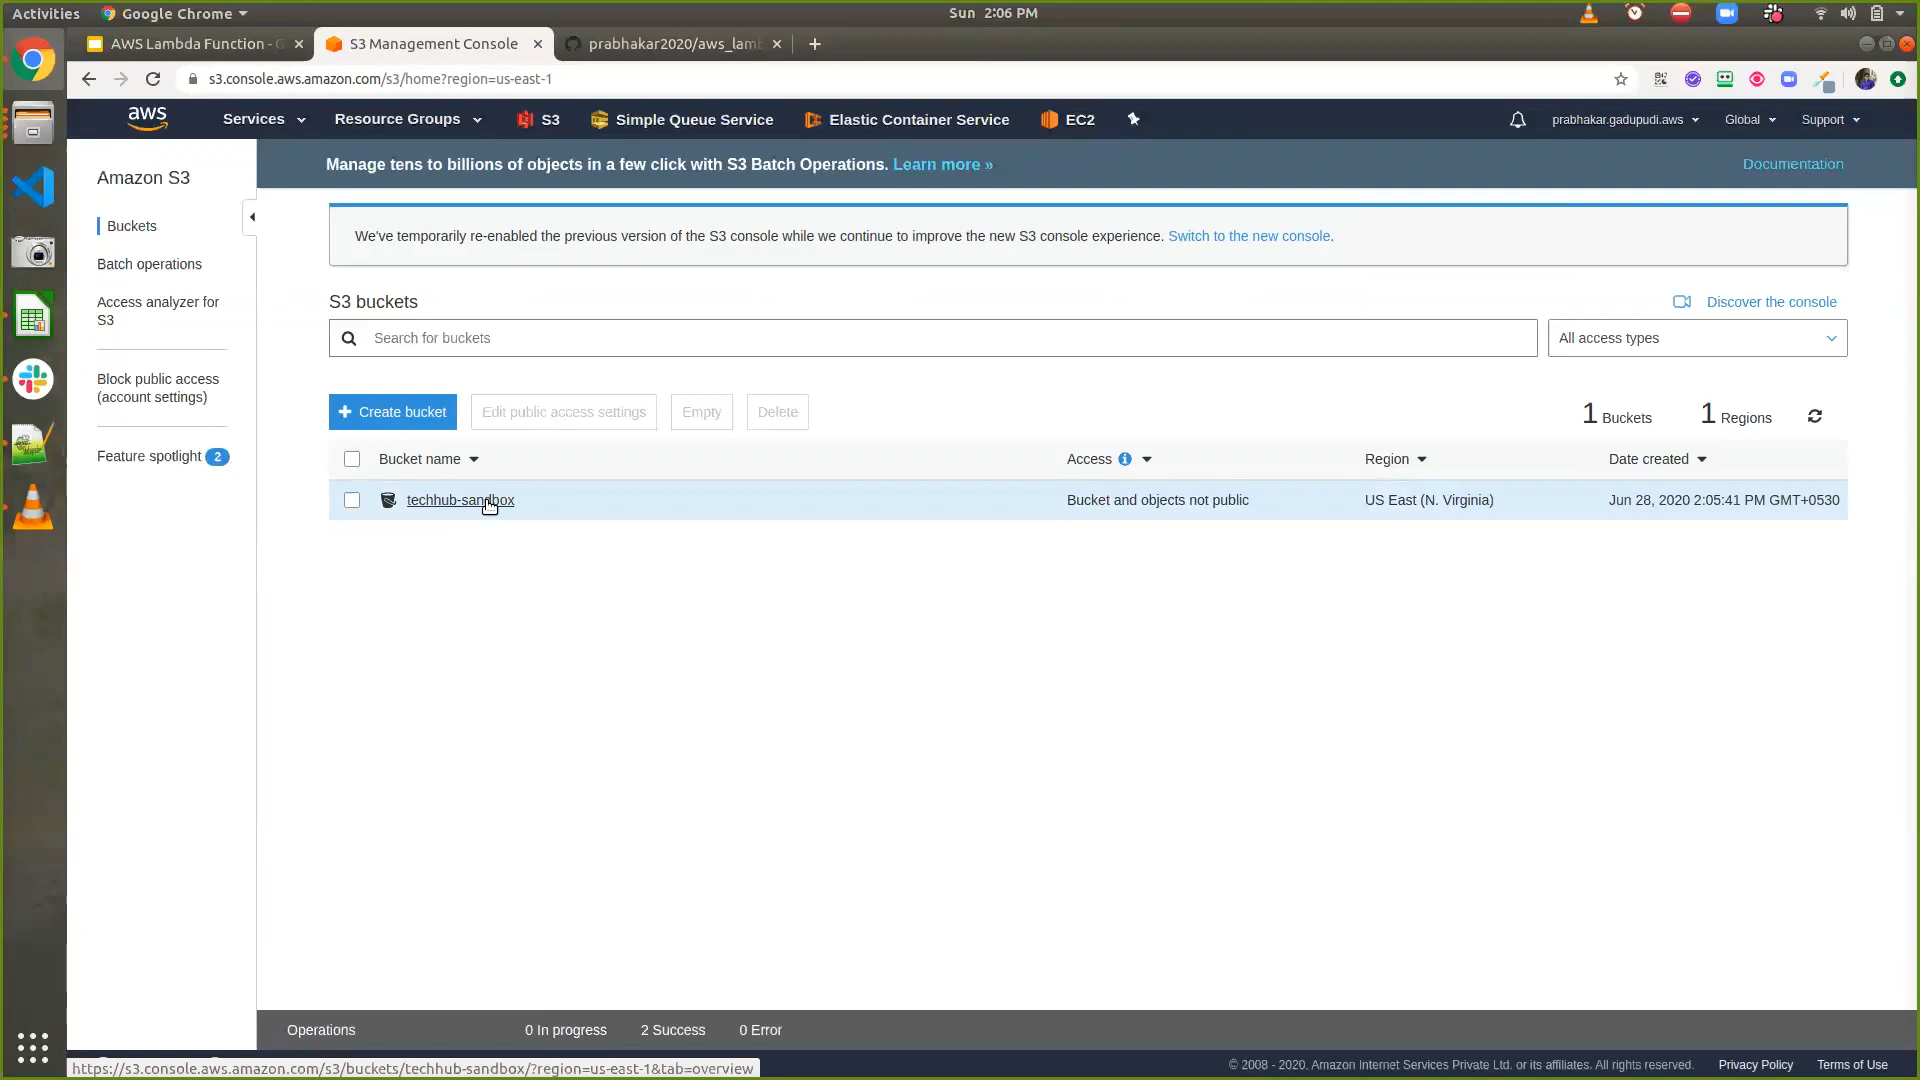 Activities
Google Chrome
Sun 2:06 PM
AWS Lambda Function -
S3 Management Console
prabhakar2020/aws_lam
s3.console.aws.amazon.com/s3/home?region=us-east-1
aws
Services
Resource Groups
S3
Simple Queue Service
Elastic Container Service
EC2
prabhakar.gadupudi.aws
Global
Support
Amazon S3
Buckets
Batch operations
Access analyzer for
S3
Block public access
(account settings)
Feature spotlight 2
Manage tens to billions of objects in a few click with S3 Batch Operations. Learn more »
Documentation
We've temporarily re-enabled the previous version of the S3 console while we continue to improve the new S3 console experience. Switch to the new console.
S3 buckets
Discover the console
Search for buckets
All access types
Create bucket
Edit public access settings
Empty
Delete
1 Buckets
1 Regions
Bucket name
Access
Region
Date created
techhub-sandbox
Bucket and objects not public
US East (N. Virginia)
Jun 28, 2020 2:05:41 PM GMT+0530
Operations
0 In progress
2 Success
0 Error
https://s3.console.aws.amazon.com/s3/buckets/techhub-sandbox/?region=us-east-1&tab=overview
© 2008 - 2020, Amazon Internet Services Private Ltd. or its affiliates. All rights reserved.
Privacy Policy
Terms of Use